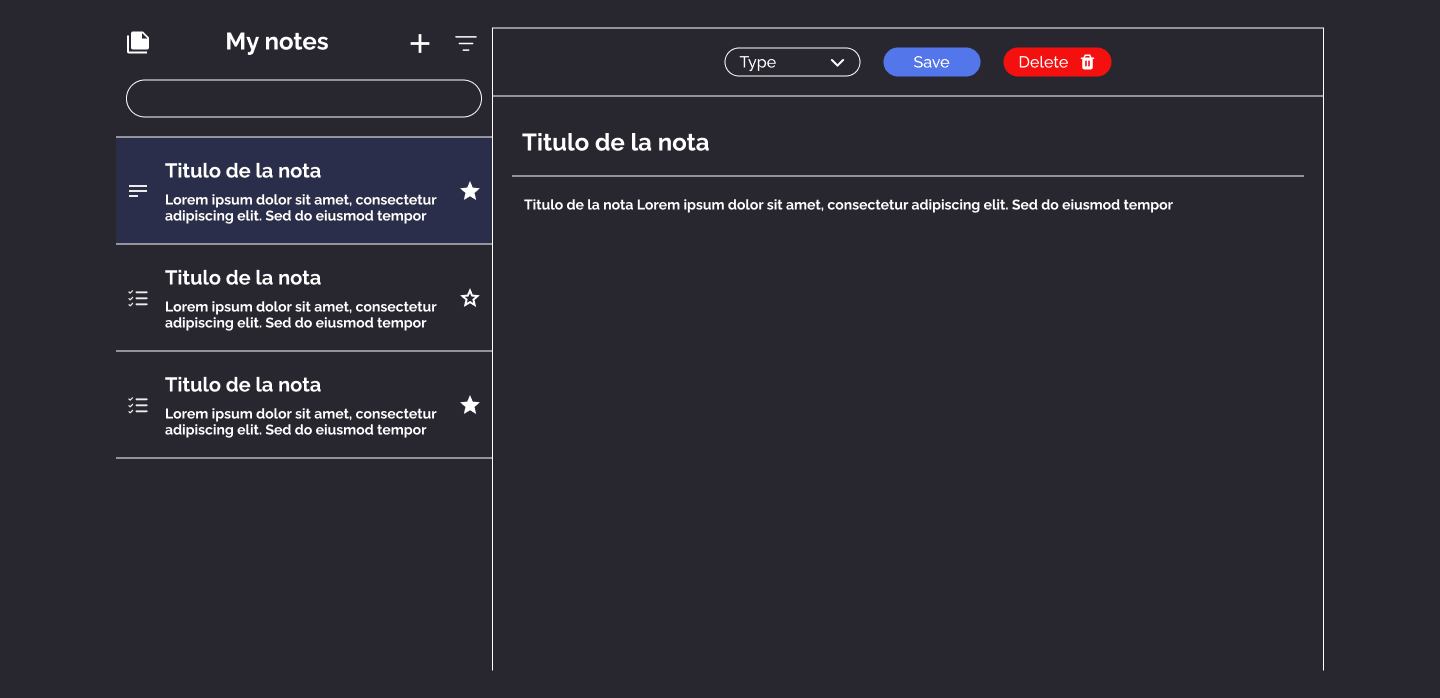 My notes
Type
Save
Delete
Titulo de la nota
Lorem ipsum dolor sit amet, consectetur
adipiscing elit. Sed do eiusmod tempor
Titulo de la nota
Lorem ipsum dolor sit amet, consectetur
adipiscing elit. Sed do eiusmod tempor
Titulo de la nota
Lorem ipsum dolor sit amet, consectetur
adipiscing elit. Sed do eiusmod tempor
Titulo de la nota
Titulo de la nota Lorem ipsum dolor sit amet, consectetur adipiscing elit. Sed do eiusmod tempor